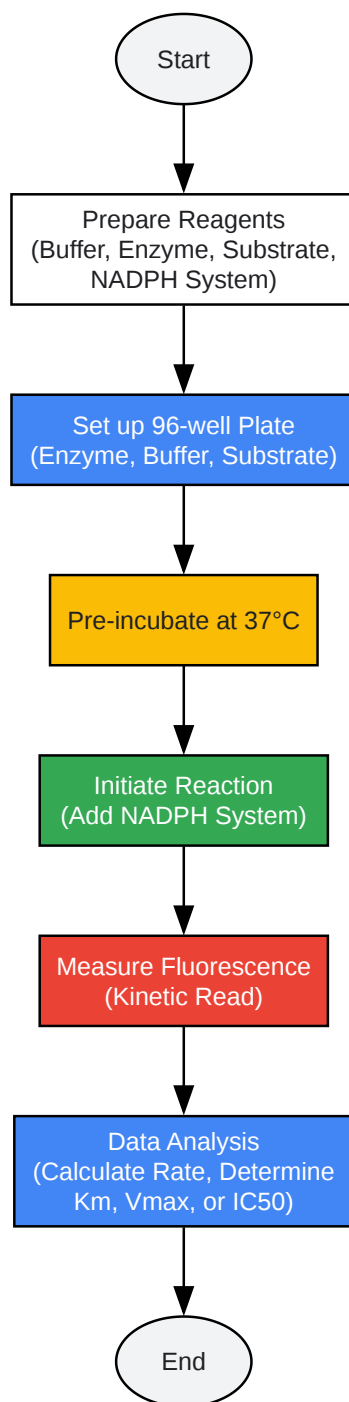 Start
Prepare Reagents
(Buffer, Enzyme, Substrate,
NADPH System)
Set up 96-well Plate
(Enzyme, Buffer, Substrate)
Pre-incubate at 37°C
Initiate Reaction
(Add NADPH System)
Measure Fluorescence
(Kinetic Read)
Data Analysis
(Calculate Rate, Determine
Km, Vmax, or IC50)
End